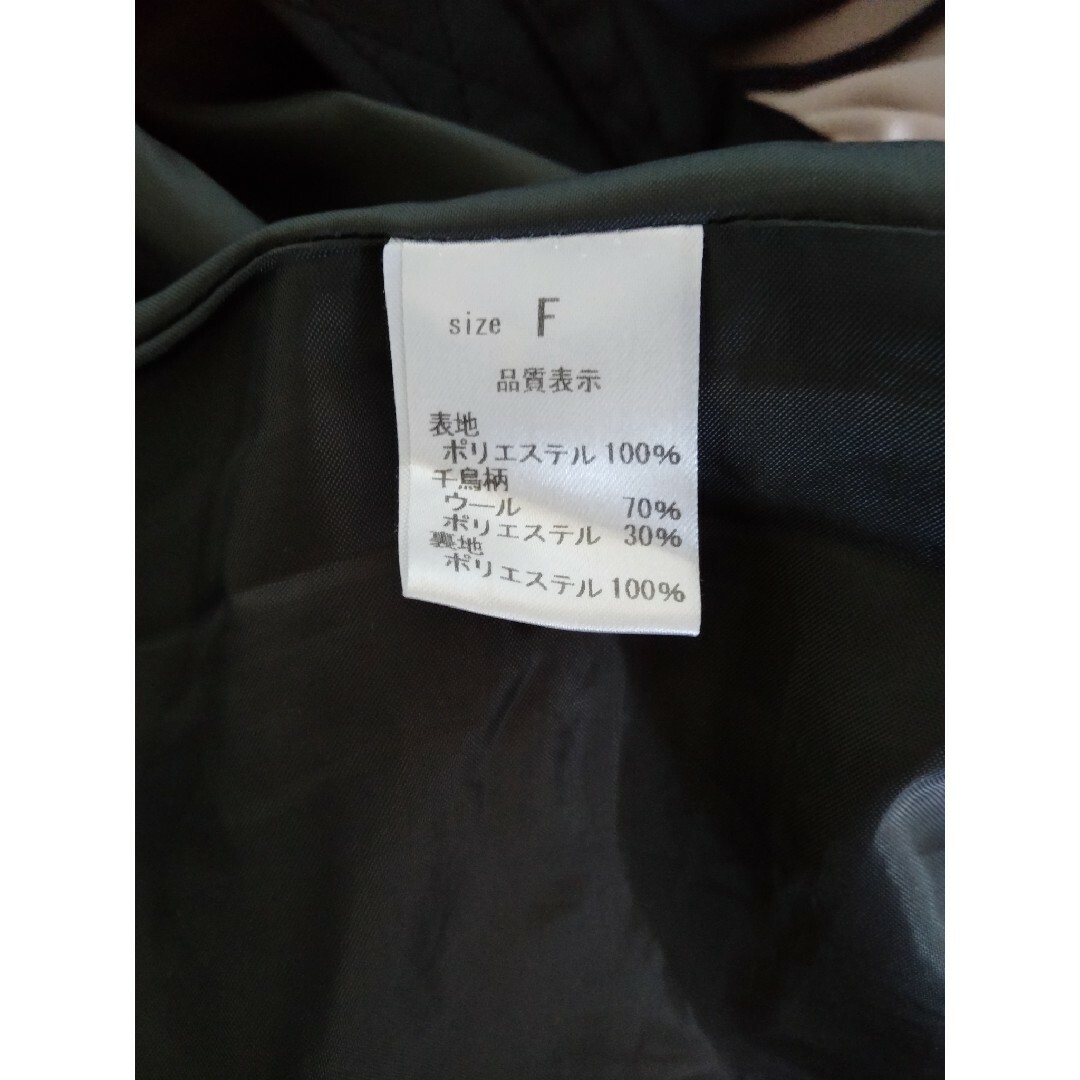 size F
品質表示
表地
ポリエステル 100%
千鳥柄
ウール 70%
ポリエステル 30%
裏地
ポリエステル 100%